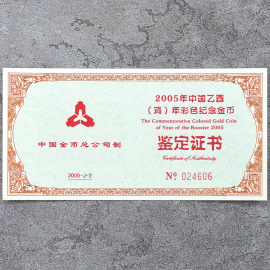 2005年中国乙酉
(鸡)年彩色纪念金币
The Commemorative Colored Gold Coin
of Year of the Rooster 2005
中国金币总公司制
鉴定证书
Certificate of Authenticity
2005-J-2
№ 024606